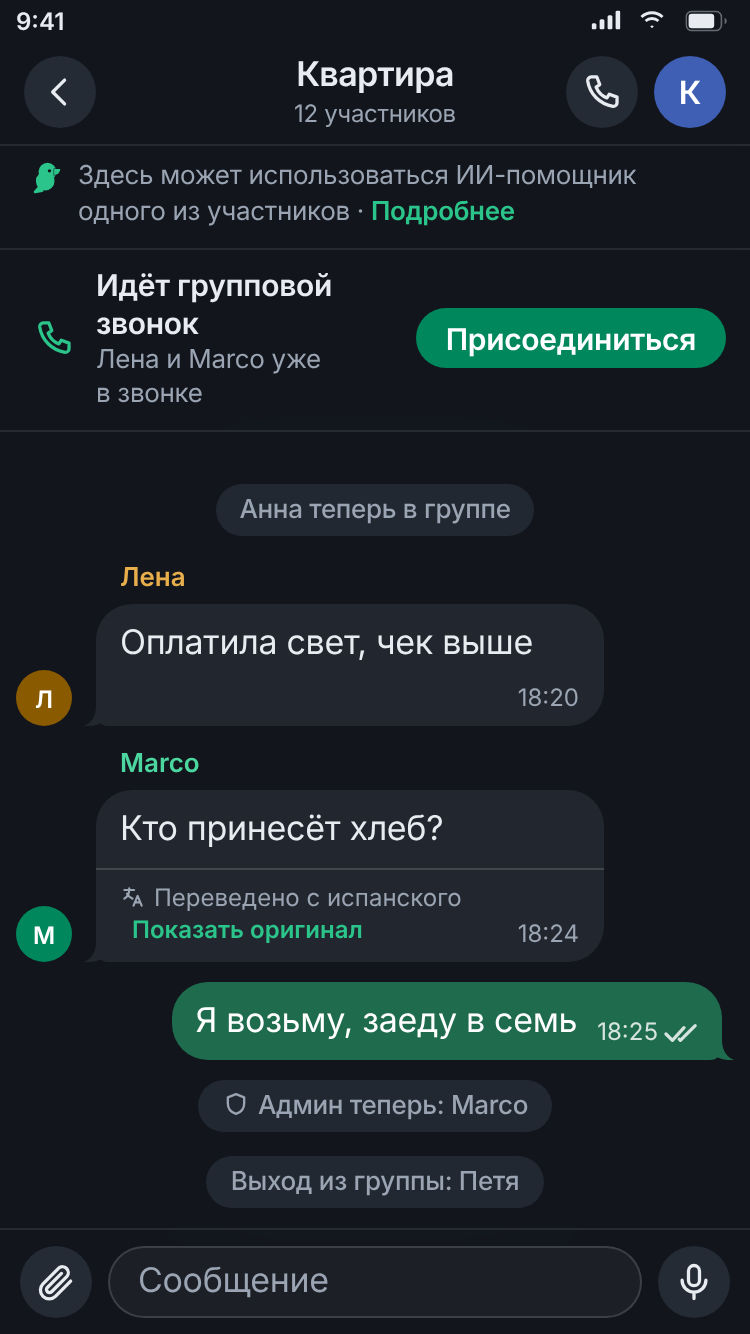 9:41
Квартира
12 участников
К
Здесь может использоваться ИИ-помощник
одного из участников · Подробнее
Идёт групповой
звонок
Лена и Marco уже
в звонке
Присоединиться
Анна теперь в группе
Лена
Оплатила свет, чек выше
18:20
Л
Marco
Кто принесёт хлеб?
Переведено с испанского
Показать оригинал
18:24
М
Я возьму, заеду в семь
18:25
Админ теперь: Marco
Выход из группы: Петя
Сообщение